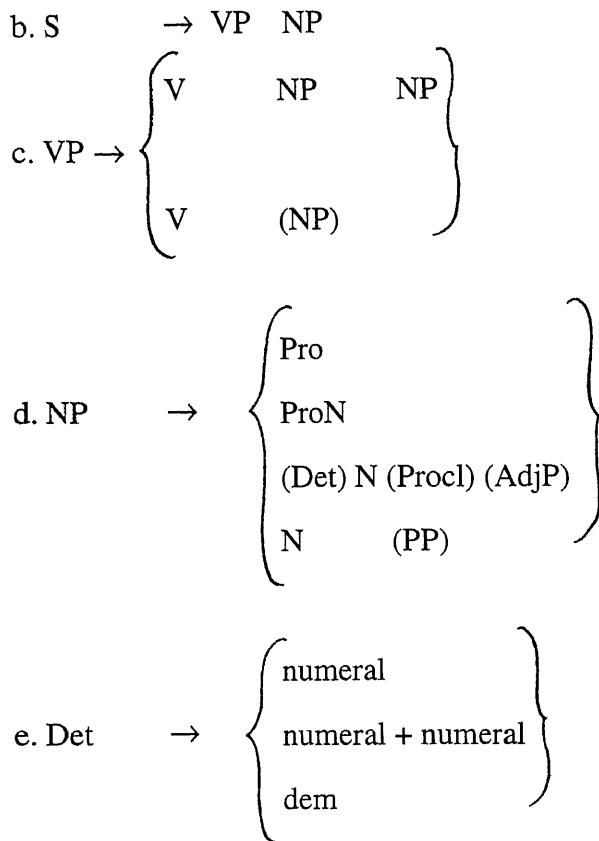 b. S → VP NP
V NP NP
c. VP →
V (NP)
Pro
d. NP → ProN
(Det) N (Procl) (AdjP)
N (PP)
numeral
e. Det → numeral + numeral
dem